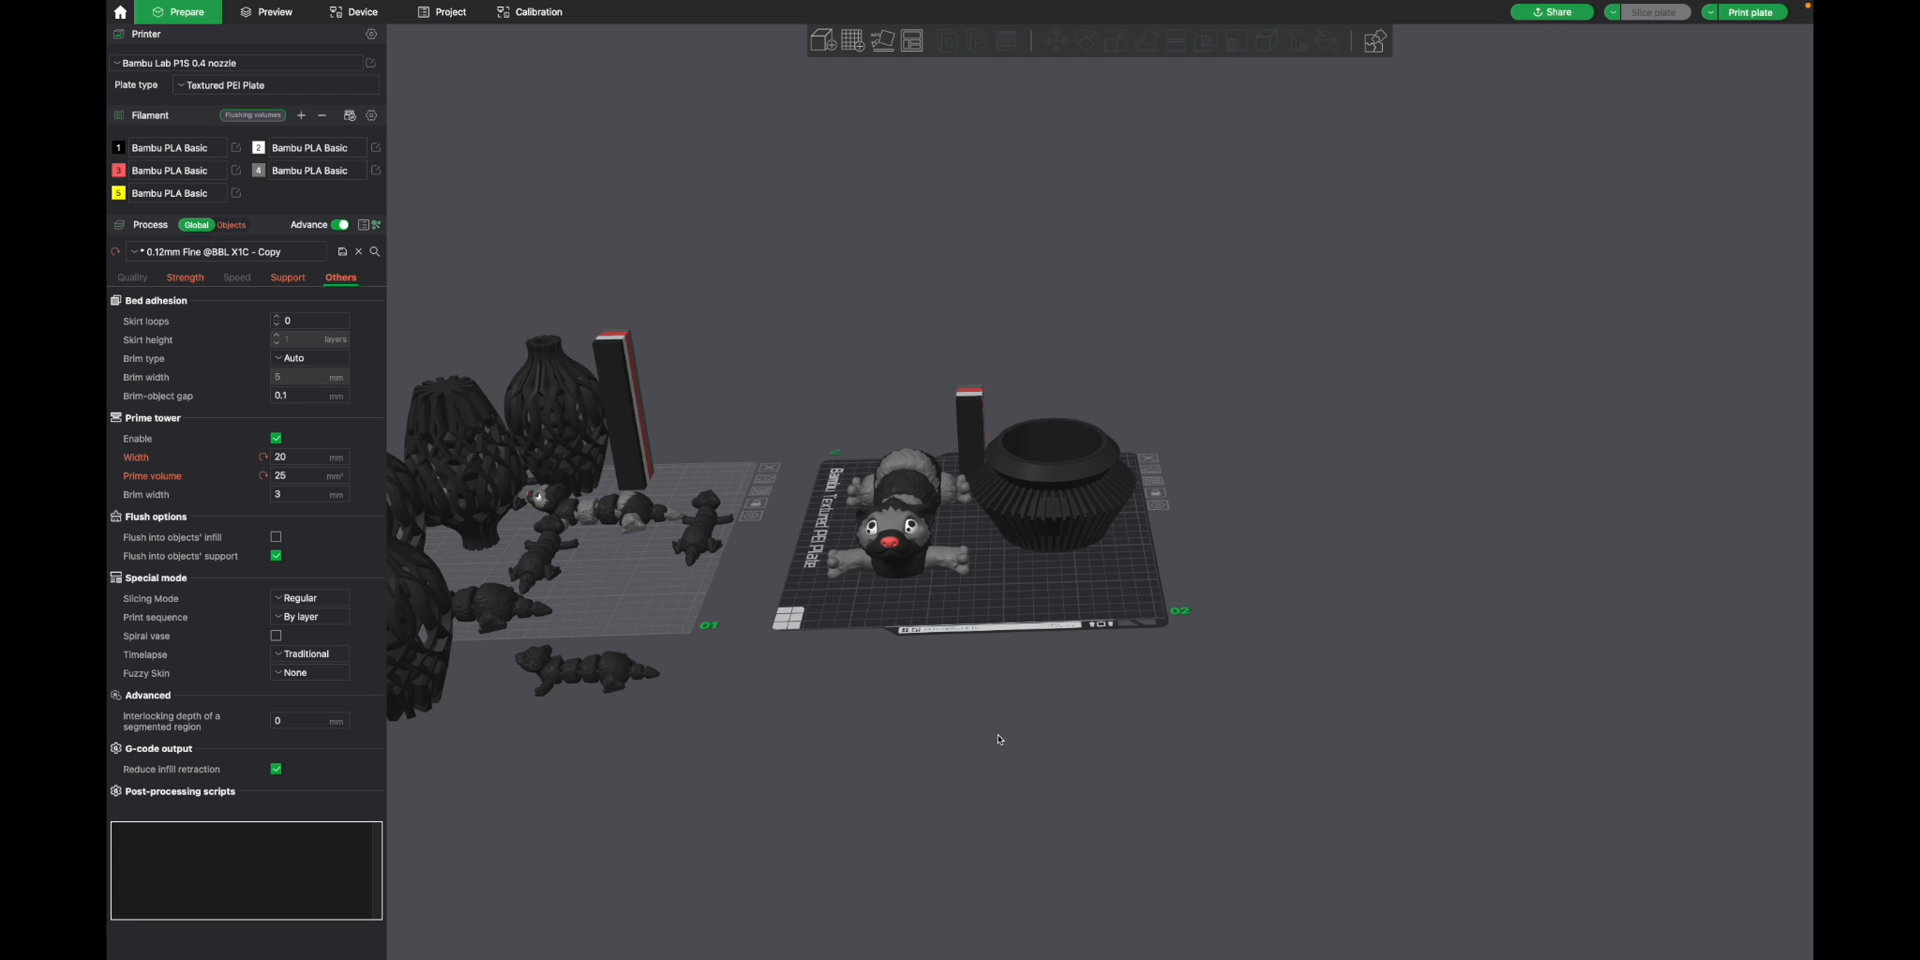 Prepare Preview Device Project Calibration Share Slice plate Print plate
Printer
Bambu Lab P1S 0.4 nozzle
Plate type Textured PEI Plate
Filament Flushing volumes
1 Bambu PLA Basic 2 Bambu PLA Basic
3 Bambu PLA Basic 4 Bambu PLA Basic
5 Bambu PLA Basic
Process Global Objects Advance
* 0.12mm Fine @BBL X1C - Copy
Quality Strength Speed Support Others
Bed adhesion
Skirt loops 0
Skirt height 1 layers
Brim type Auto
Brim width 5 mm
Brim-object gap 0.1 mm
Prime tower
Enable
Width 20 mm
Prime volume 25 mm³
Brim width 3 mm
Flush options
Flush into objects' infill
Flush into objects' support
Special mode
Slicing Mode Regular
Print sequence By layer
Spiral vase
Timelapse Traditional
Fuzzy Skin None
Advanced
Interlocking depth of a
segmented region 0 mm
G-code output
Reduce infill retraction
Post-processing scripts
01
Bambu Textured PEI Plate
02